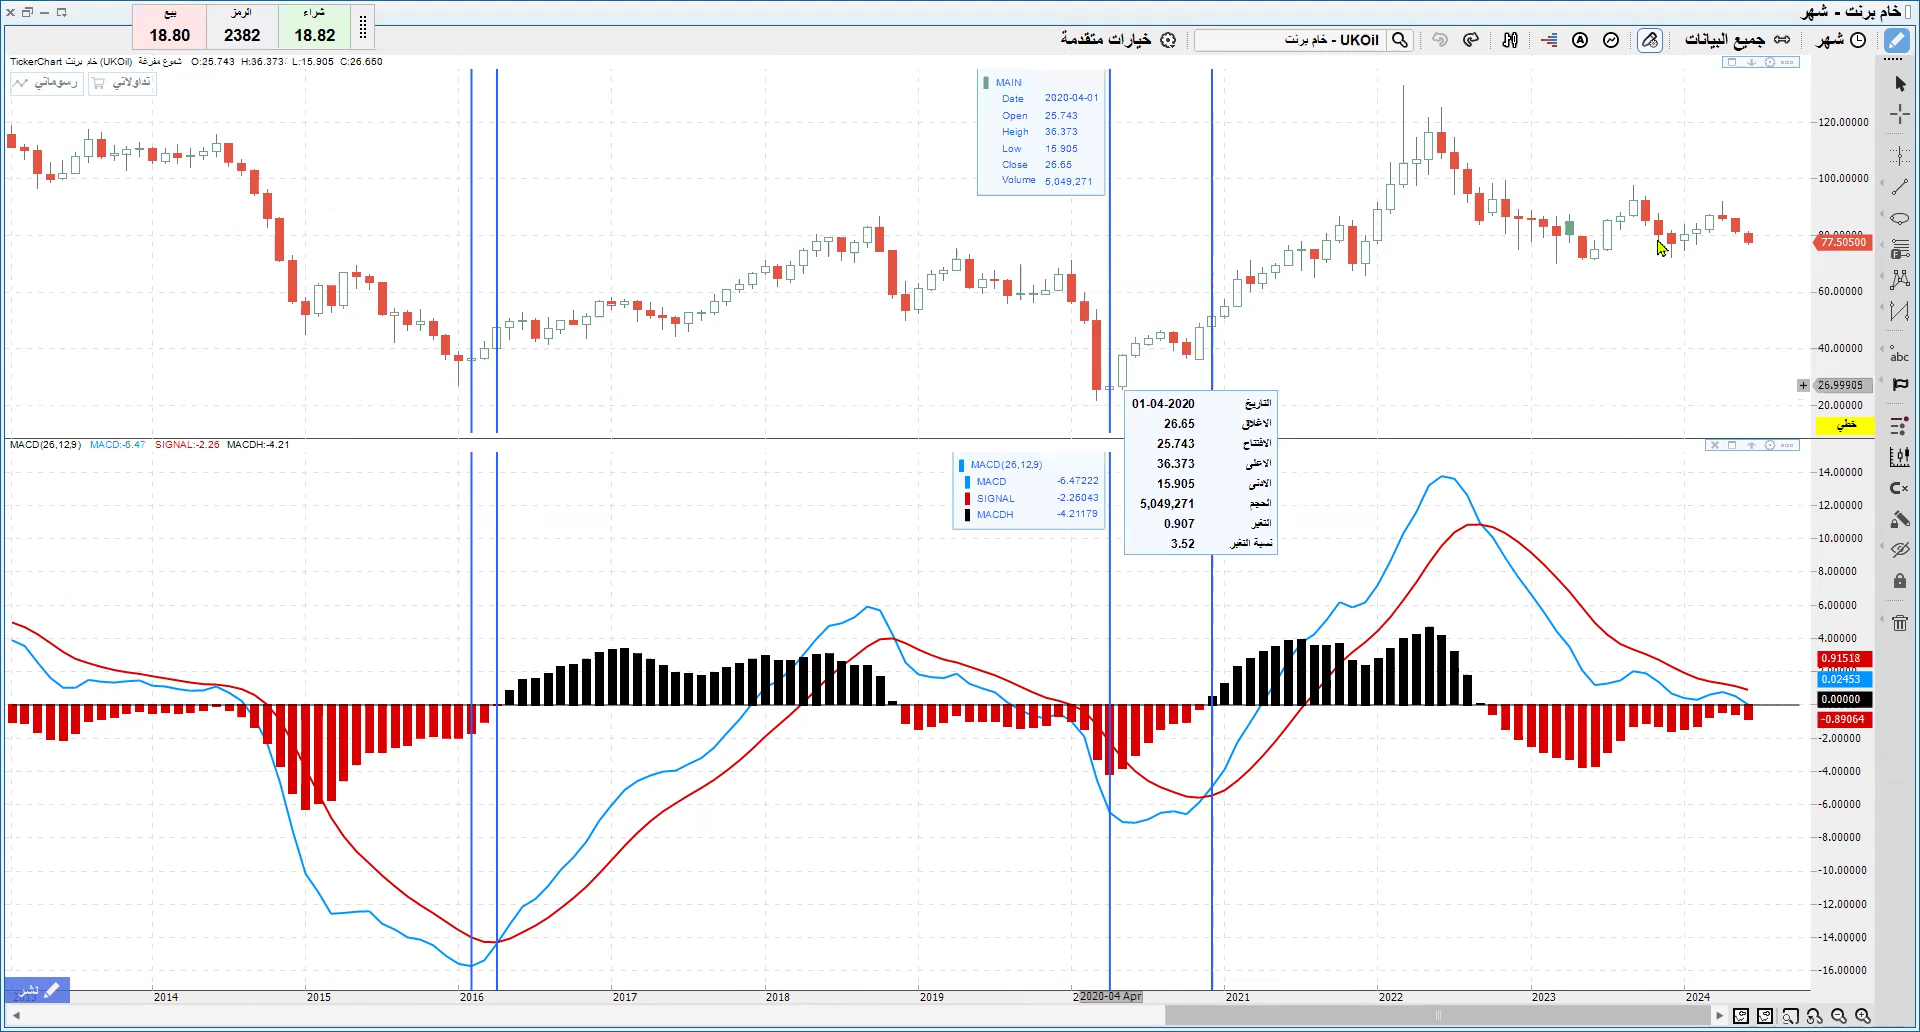 خام برنت - شهر
بيع
الرمز
شراء
18.80
2382
18.82
شهر
جميع البيانات
UKOil - خام برنت
خيارات متقدمة
TickerChart خام برنت (UKOil) شموع مفرغة O:25.743 H:36.373 L:15.905 C:26.650
رسوماتي
تداولاتي
MAIN
Date 2020-04-01
Open 25.743
Heigh 36.373
Low 15.905
Close 26.65
Volume 5,049,271
120.00000
100.00000
80.00000
77.50500
60.00000
40.00000
26.99905
20.00000
خطي
abc
التاريخ 01-04-2020
الاغلاق 26.65
الافتتاح 25.743
الاعلى 36.373
الادنى 15.905
الحجم 5,049,271
التغير 0.907
نسبة التغير 3.52
MACD(26,12,9) MACD:-6.47 SIGNAL:-2.26 MACDH:-4.21
MACD(26,12,9)
MACD -6.47222
SIGNAL -2.26043
MACDH -4.21179
14.00000
12.00000
10.00000
8.00000
6.00000
4.00000
0.91518
2.00000
0.02453
0.00000
-0.89064
-2.00000
-4.00000
-6.00000
-8.00000
-10.00000
-12.00000
-14.00000
-16.00000
نشر
2013
2014
2015
2016
2017
2018
2019
2020-04 Apr
2021
2022
2023
2024